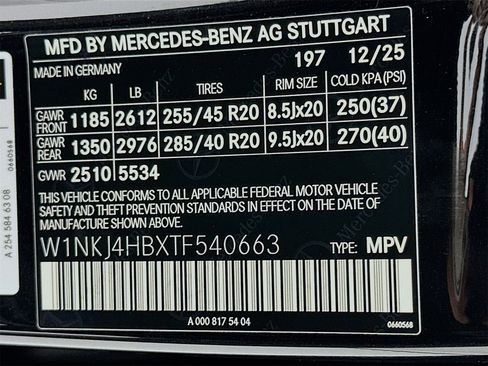 MFD BY MERCEDES-BENZ AG STUTTGART
MADE IN GERMANY 197 12/25
KG LB TIRES RIM SIZE COLD KPA(PSI)
GAWR FRONT 1185 2612 255/45 R20 8.5Jx20 250(37)
GAWR REAR 1350 2976 285/40 R20 9.5Jx20 270(40)
GVWR 2510 5534
THIS VEHICLE CONFORMS TO ALL APPLICABLE FEDERAL MOTOR VEHICLE
SAFETY AND THEFT PREVENTION STANDARDS IN EFFECT ON THE DATE OF
MANUFACTURE SHOWN ABOVE.
W1NKJ4HBXTF540663 TYPE: MPV
A 000 817 54 04
0660568
A 254 584 63 08
0660568
Mercedes-Benz